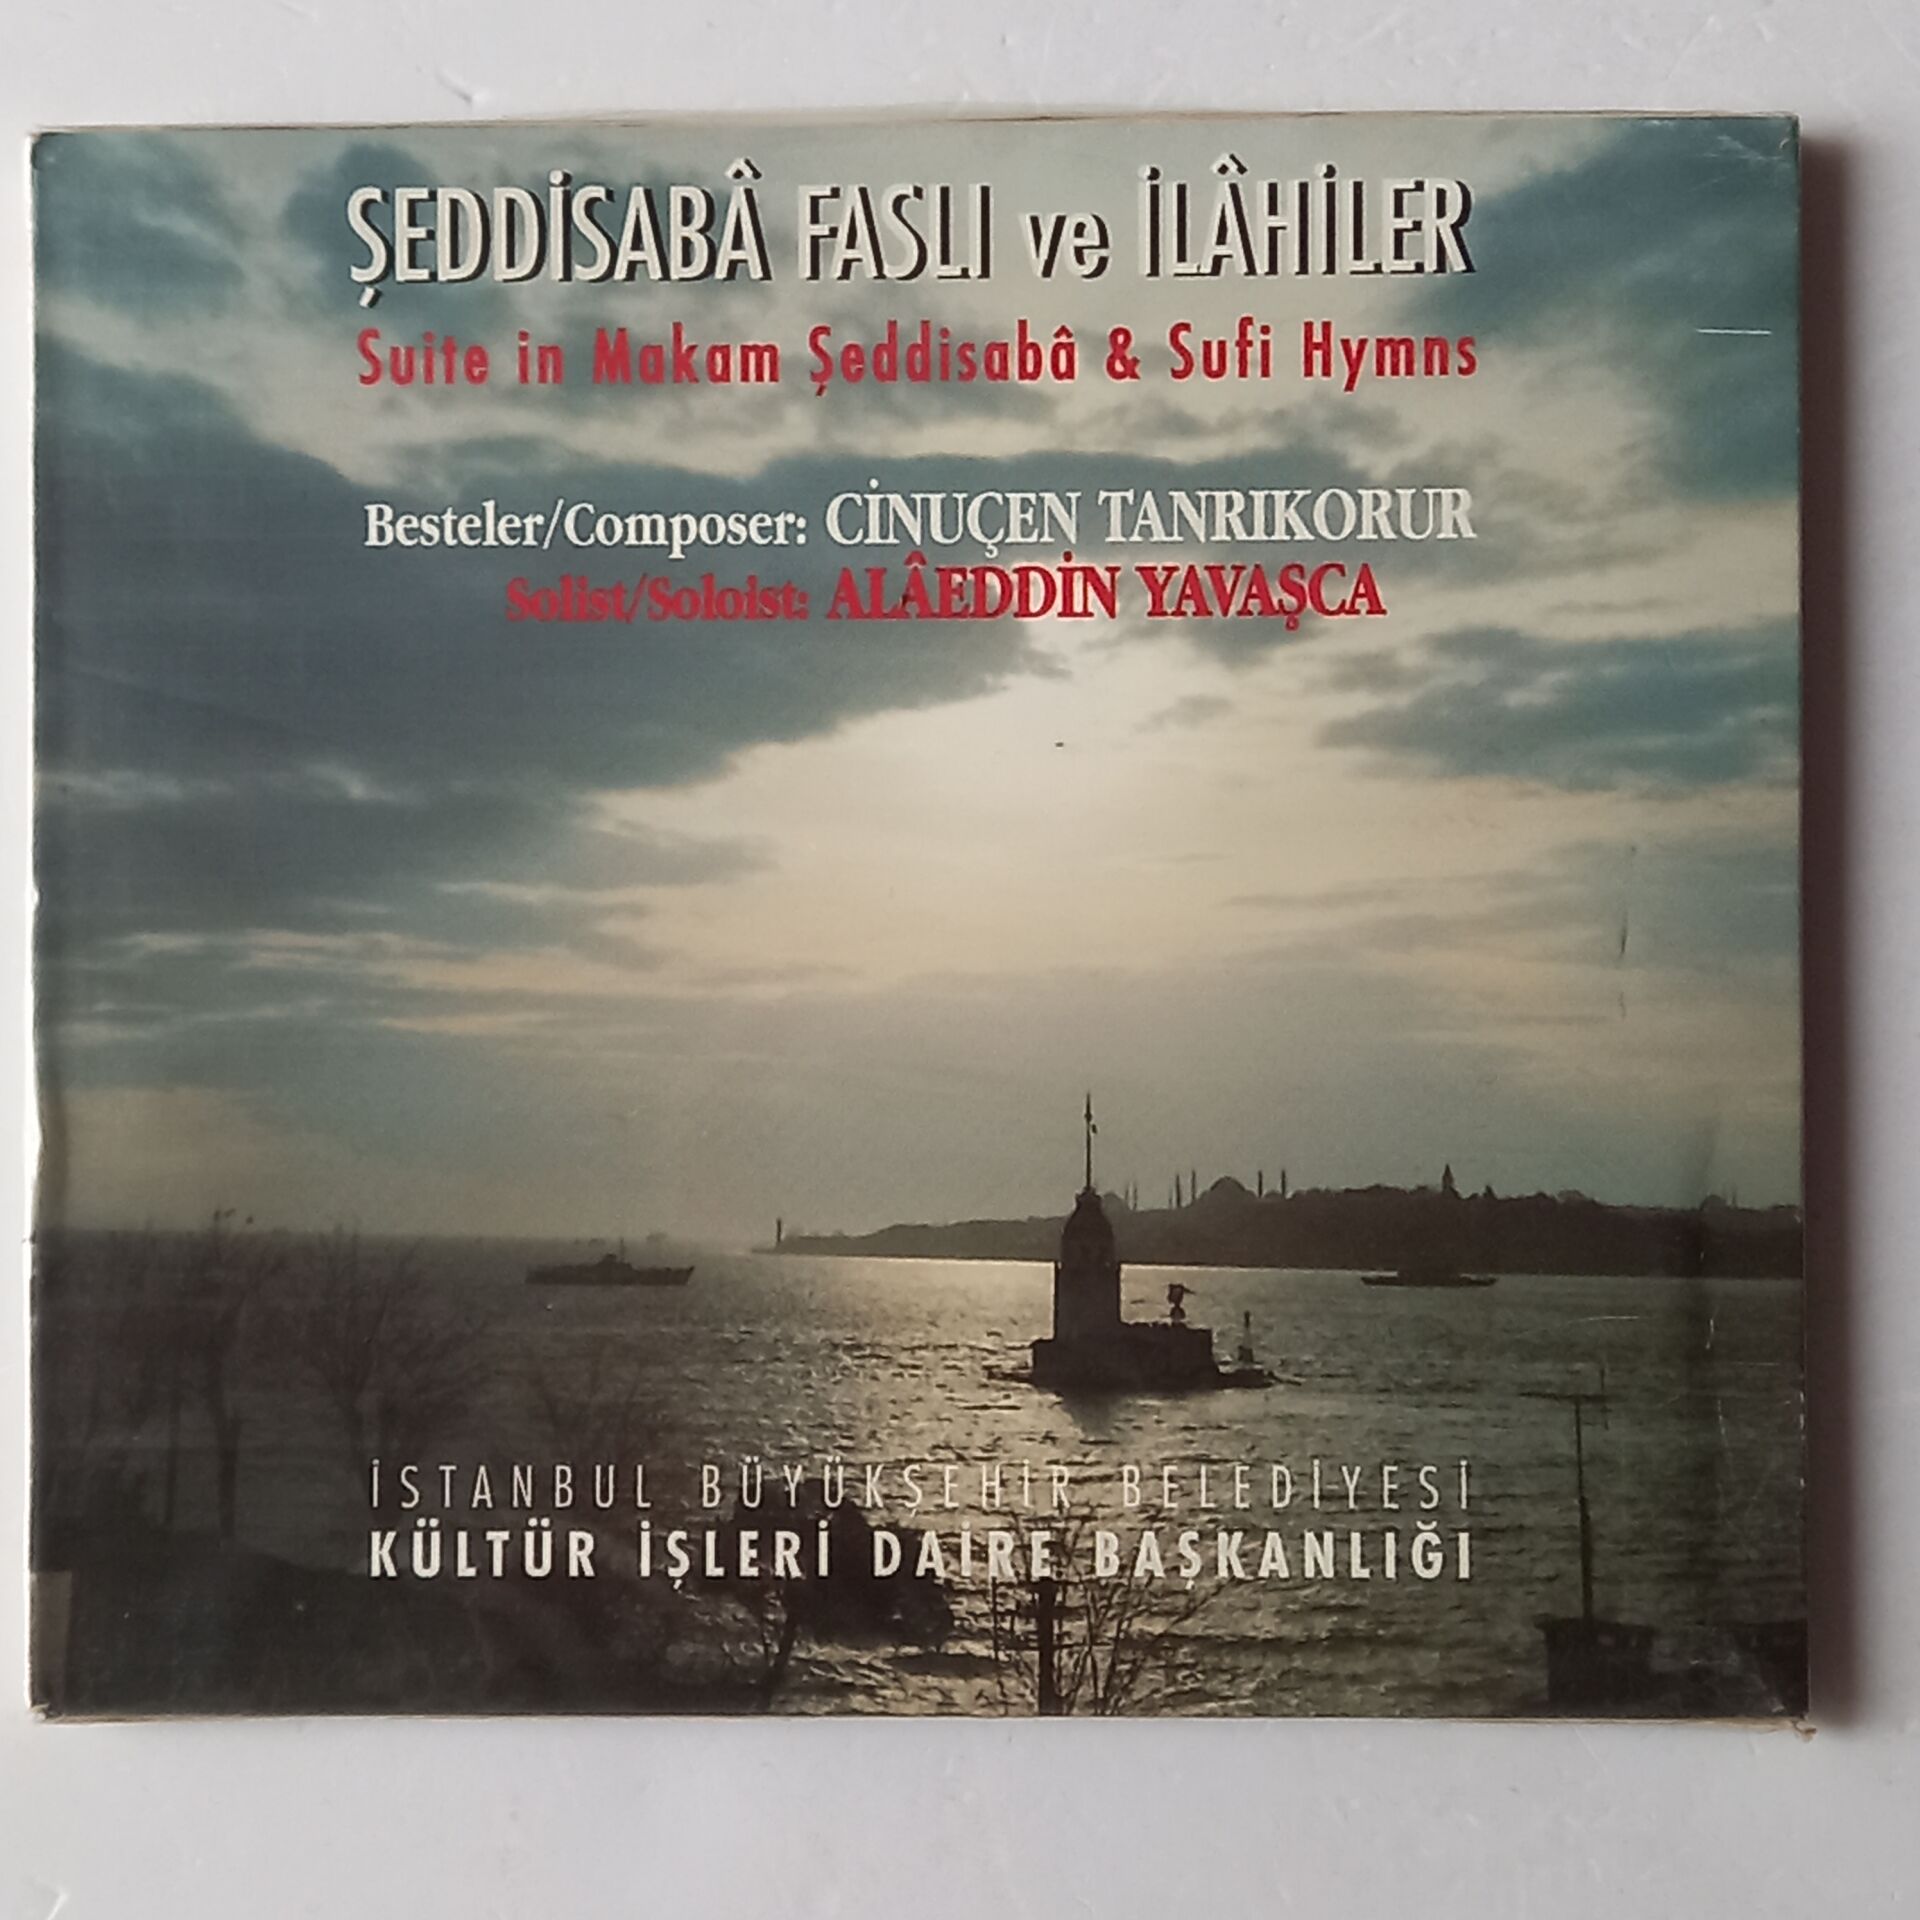 ŞEDDİSABÂ FASLI ve İLÂHİLER
Suite in Makam Şeddisabâ & Sufi Hymns
Besteler/Composer: CİNUÇEN TANRIKORUR
Solist/Soloist: ALÂEDDİN YAVAŞCA
İSTANBUL BÜYÜKŞEHİR BELEDİYESİ
KÜLTÜR İŞLERİ DAİRE BAŞKANLIĞI